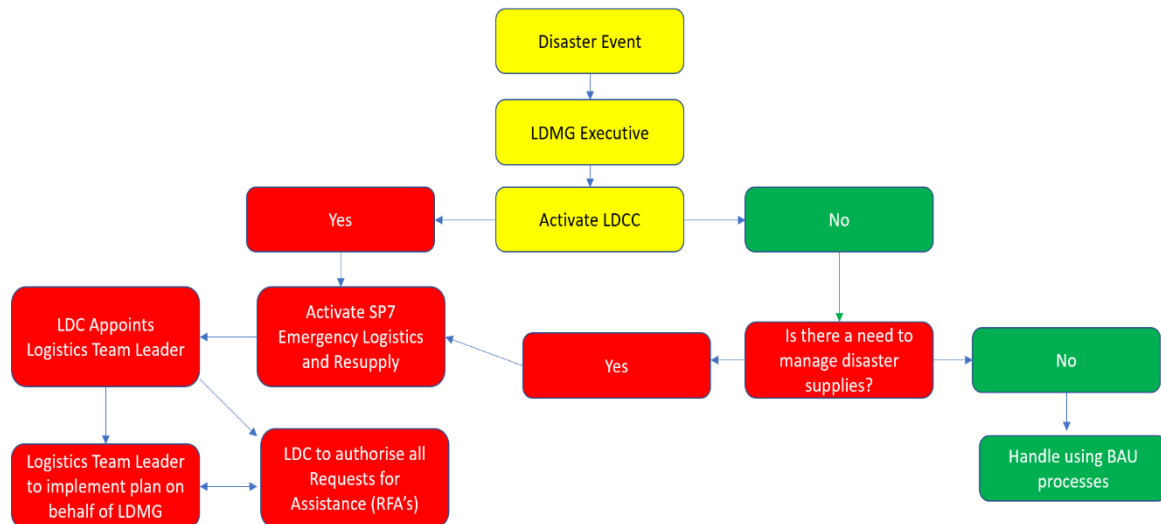 Disaster Event
LDMG Executive
Yes
Activate LDCC
No
LDC Appoints
Logistics Team Leader
Activate SP7
Emergency Logistics
and Resupply
Yes
Is there a need to
manage disaster
supplies?
No
Logistics Team Leader
to implement plan on
behalf of LDMG
LDC to authorise all
Requests for
Assistance (RFA's)
Handle using BAU
processes